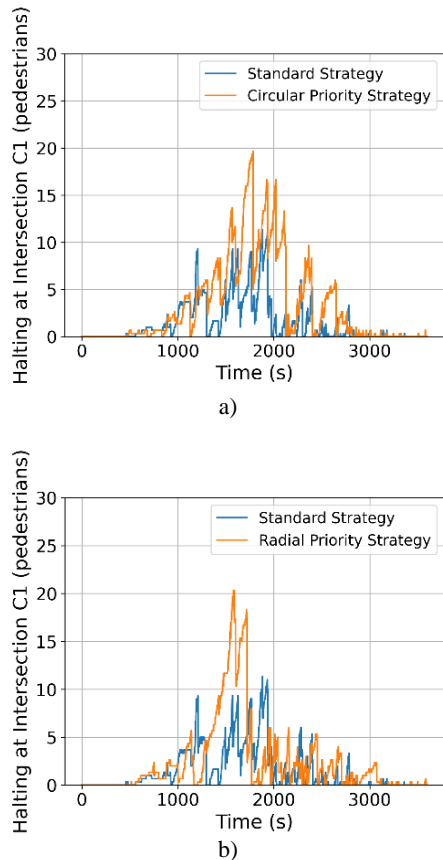 Halting at Intersection C1 (pedestrians)
30
25
20
15
10
5
0
Standard Strategy
Circular Priority Strategy
0 1000 2000 3000
Time (s)
a)
Halting at Intersection C1 (pedestrians)
30
25
20
15
10
5
0
Standard Strategy
Radial Priority Strategy
0 1000 2000 3000
Time (s)
b)